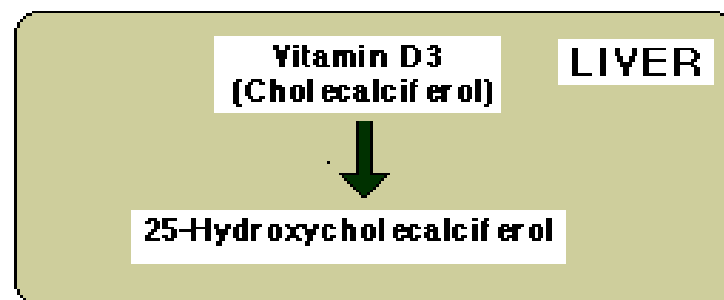 Vitamin D3
(Cholecalciferol)
LIVER
25-Hydroxycholecalciferol